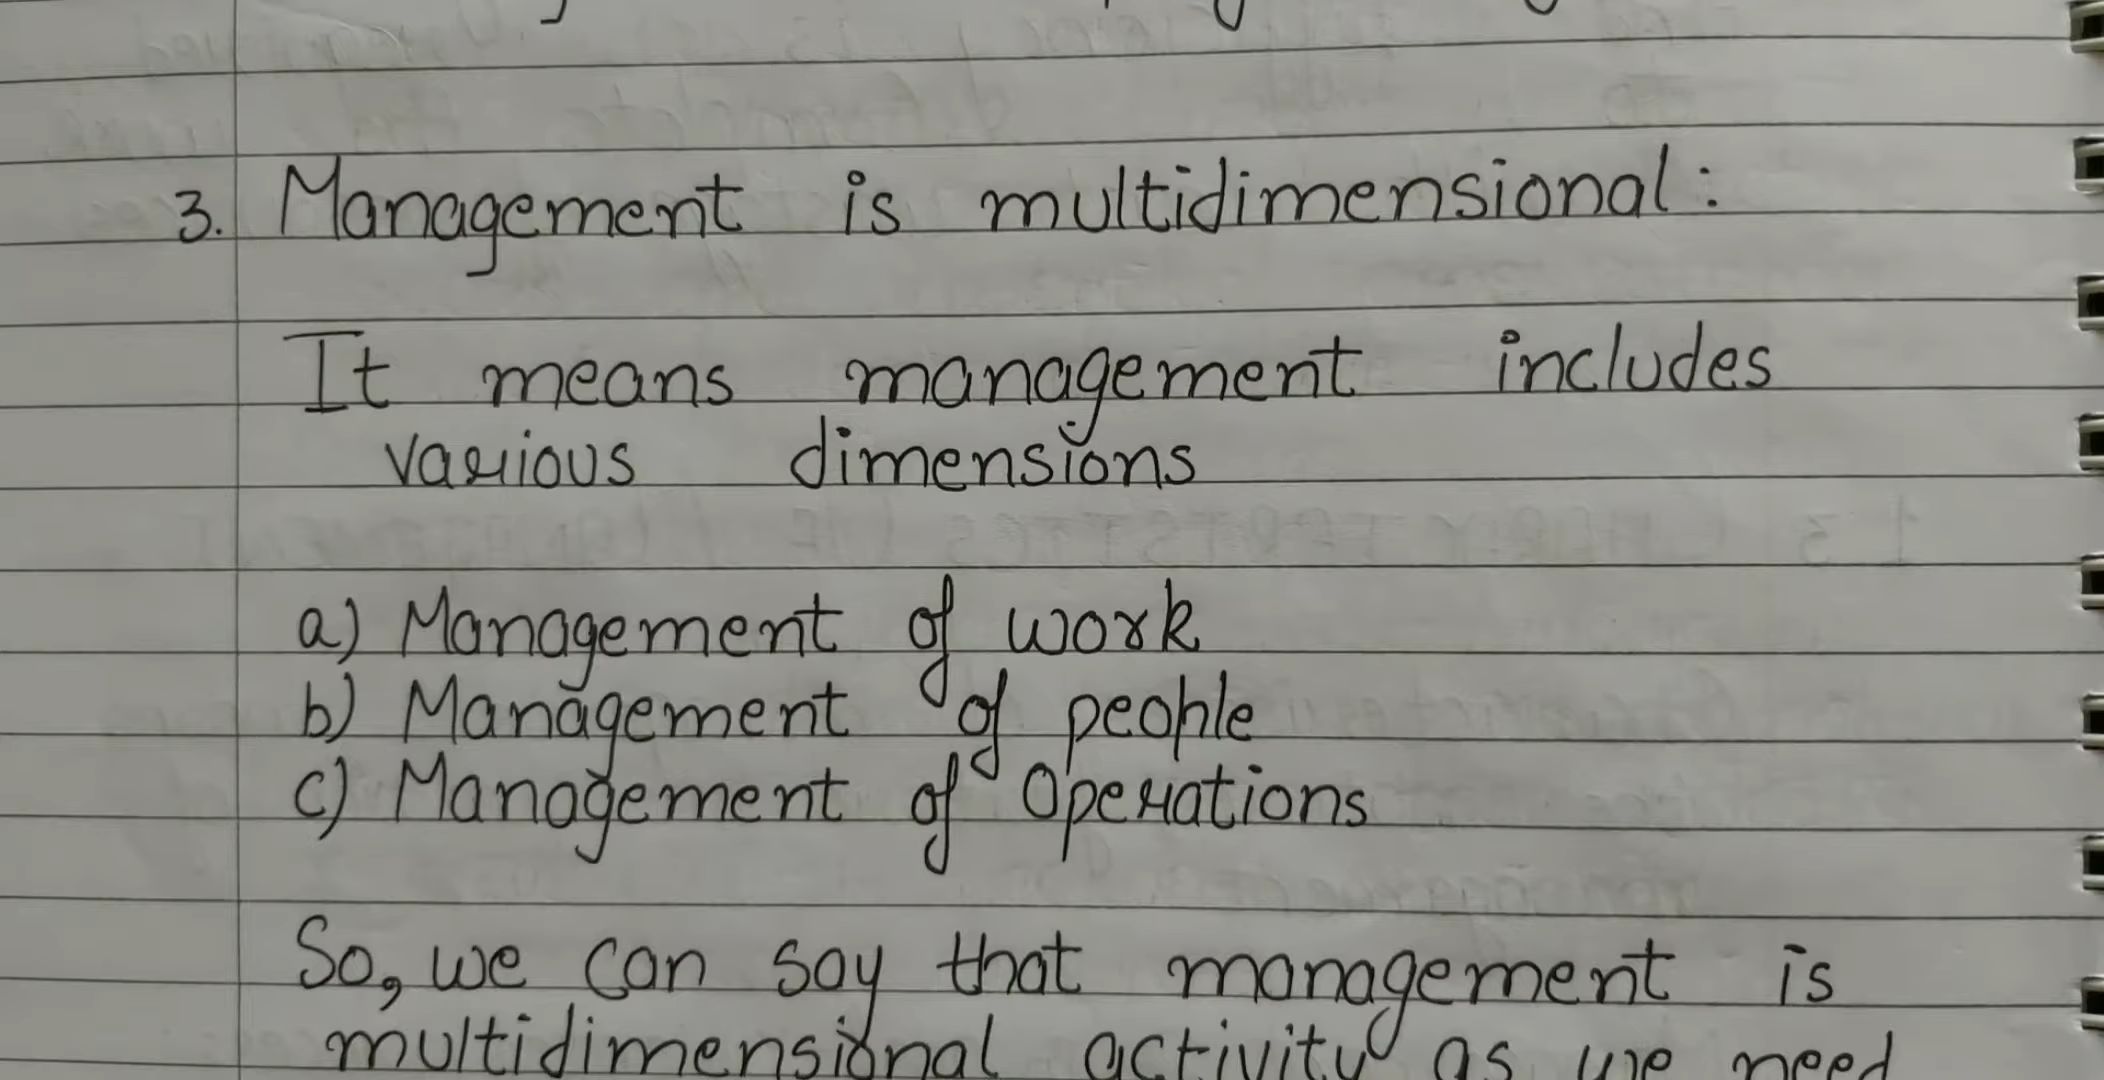 3. Management is multidimensional:
It means management includes
various dimensions
a) Management of work
b) Management of people
c) Management of Operations
So, we can say that management is
multidimensional activity as we need